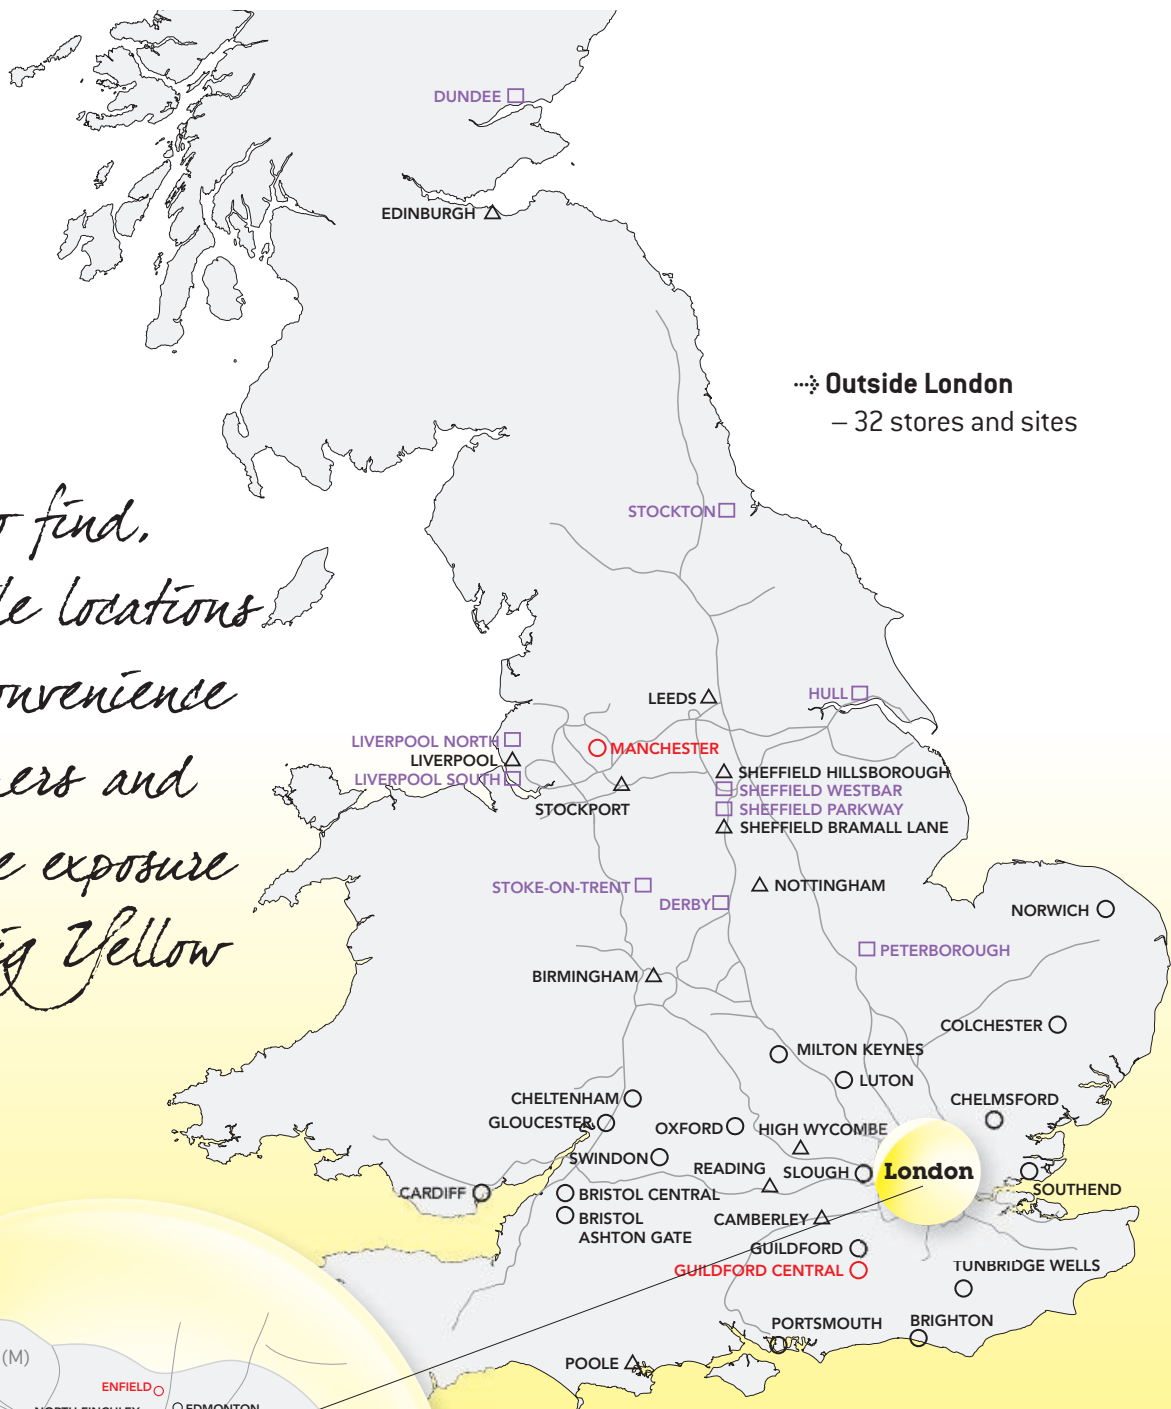 DUNDEE
EDINBURGH
Outside London
– 32 stores and sites
find,
locations
STOCKTON
LEEDS
HULL
LIVERPOOL NORTH
MANCHESTER
LIVERPOOL
LIVERPOOL SOUTH
SHEFFIELD HILLSBOROUGH
SHEFFIELD WESTBAR
STOCKPORT
SHEFFIELD PARKWAY
SHEFFIELD BRAMALL LANE
and
exposure
Yellow
STOKE-ON-TRENT
NOTTINGHAM
DERBY
NORWICH
PETERBOROUGH
BIRMINGHAM
COLCHESTER
MILTON KEYNES
LUTON
CHELTENHAM
CHELMSFORD
GLOUCESTER
OXFORD
HIGH WYCOMBE
SWINDON
READING
SLOUGH
London
SOUTHEND
CARDIFF
BRISTOL CENTRAL
BRISTOL
ASHTON GATE
CAMBERLEY
GUILDFORD
GUILDFORD CENTRAL
TUNBRIDGE WELLS
PORTSMOUTH
BRIGHTON
POOLE
(M)
ENFIELD
NORTH FINCHLEY
EDMONTON